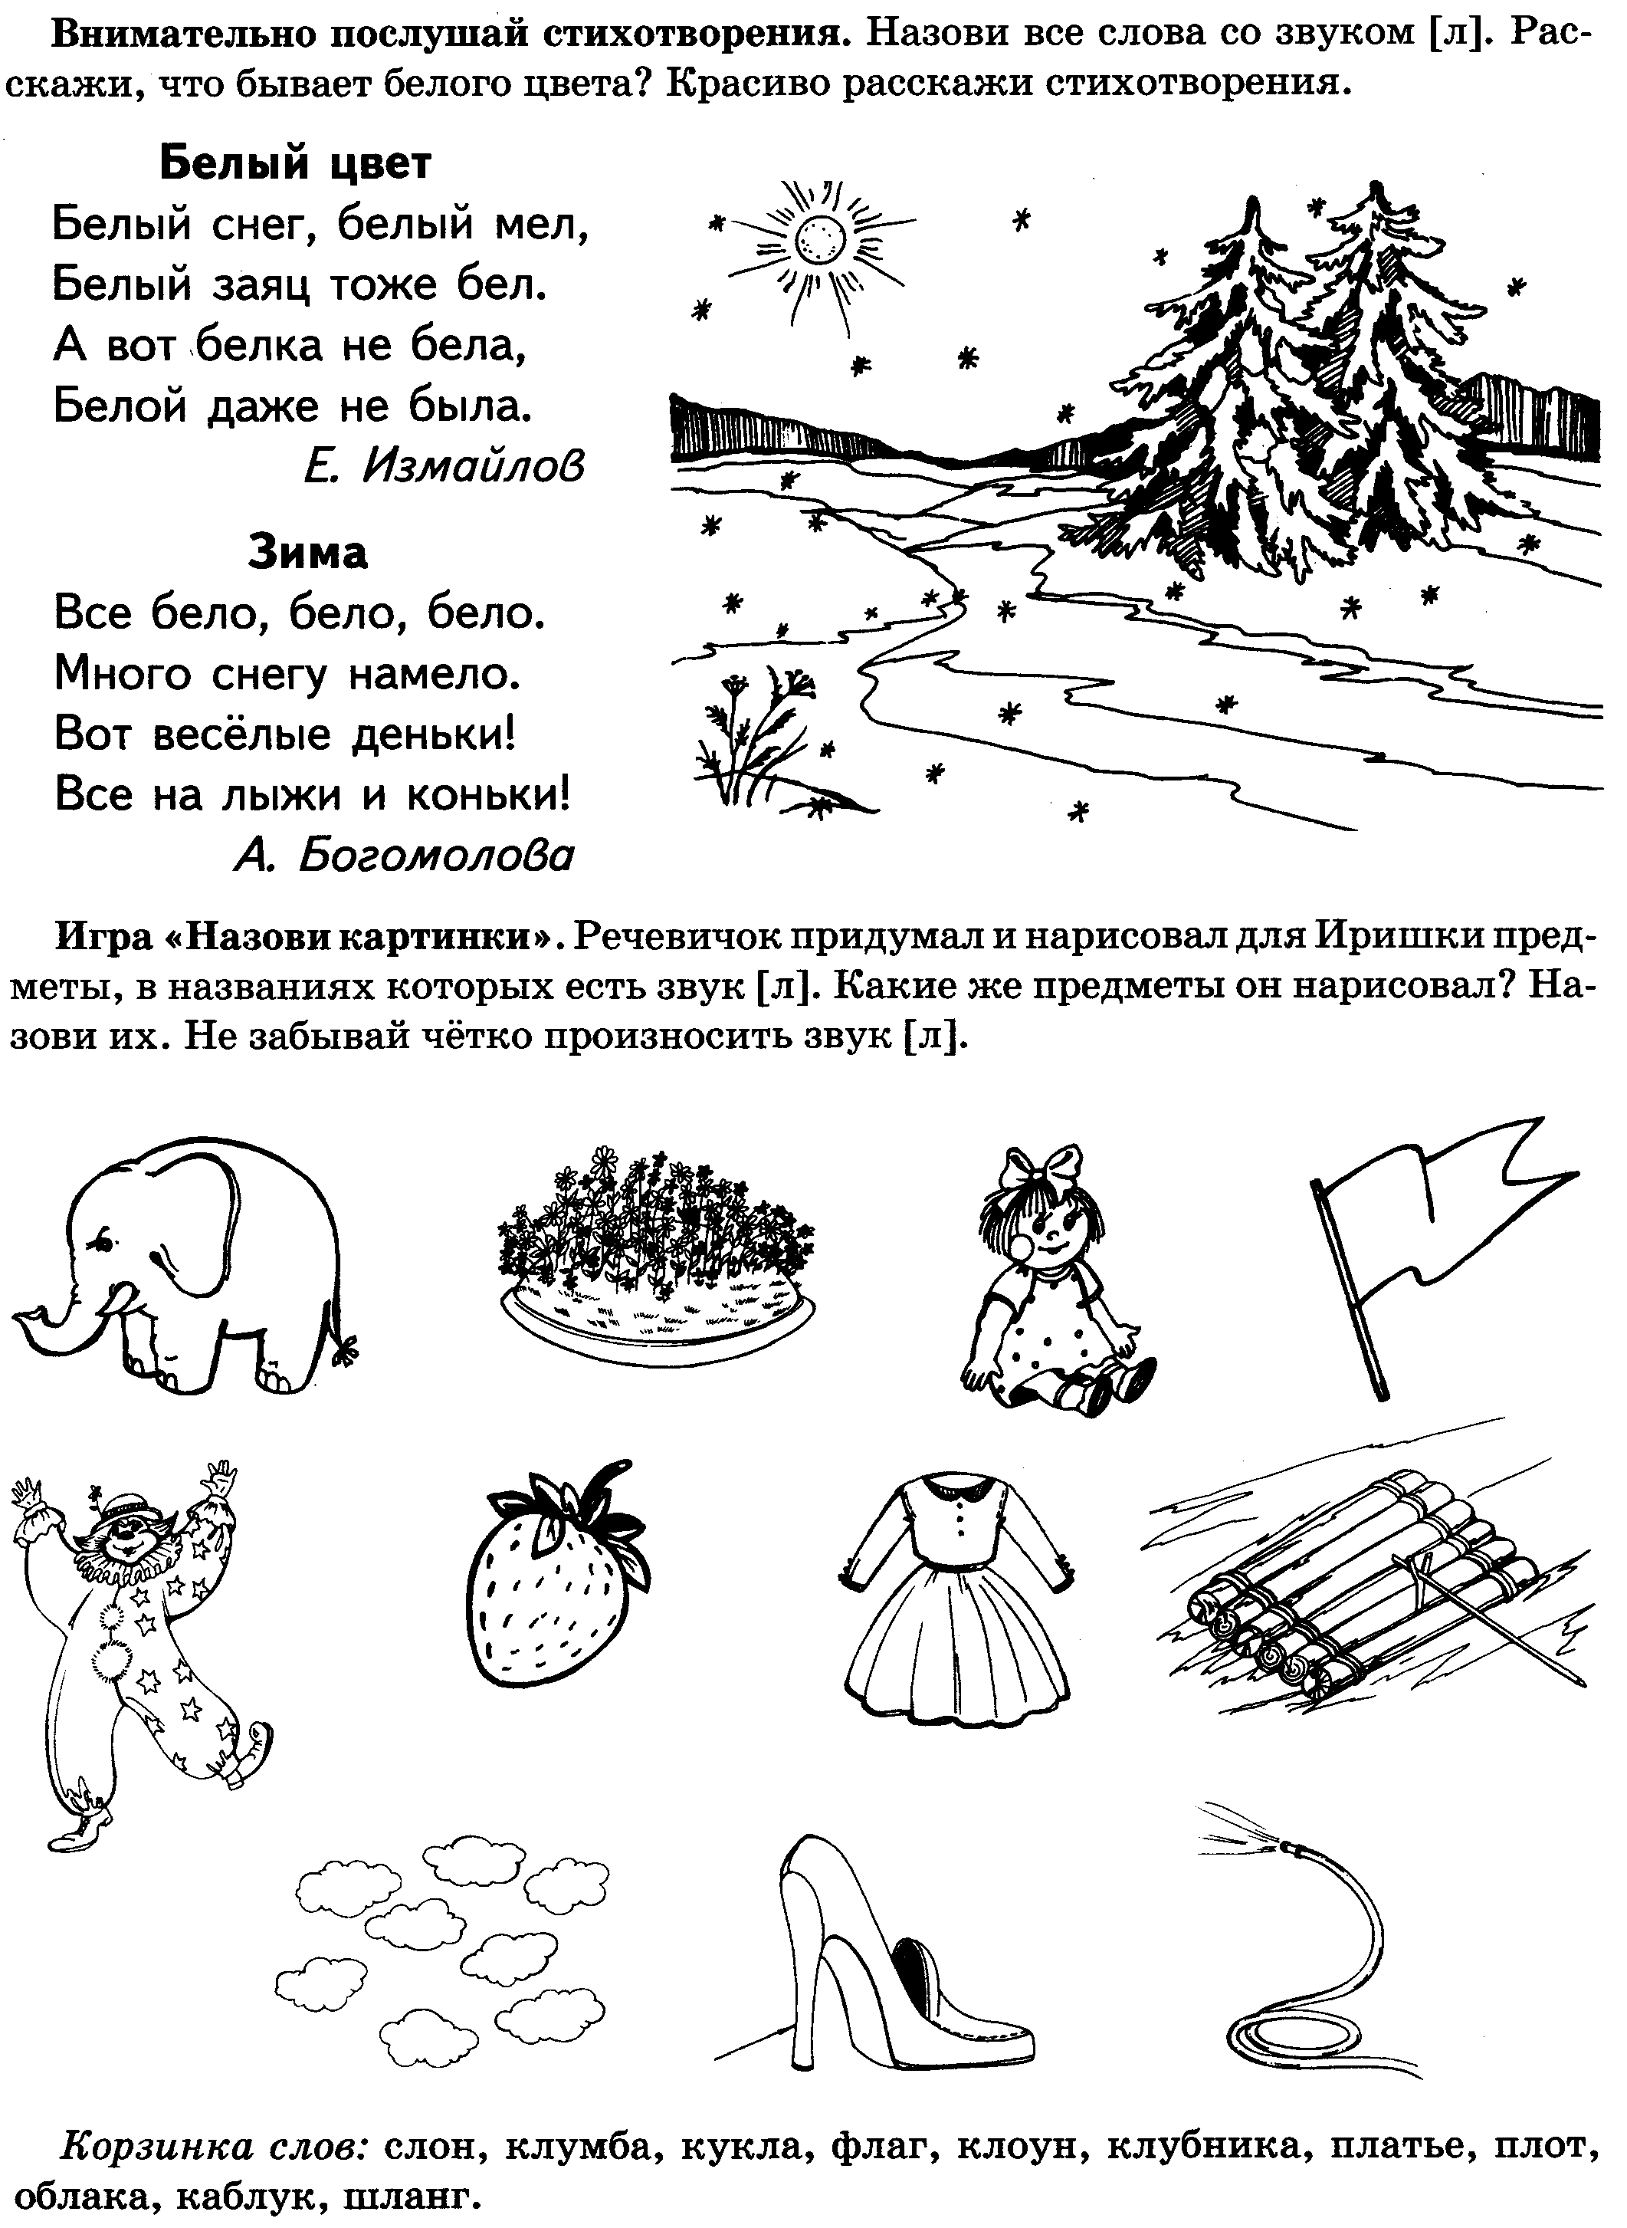 Внимательно послушай стихотворения. Назови все слова со звуком [л]. Рас-
скажи, что бывает белого цвета? Красиво расскажи стихотворения.
Белый цвет
Белый снег, белый мел,
Белый заяц тоже бел.
А вот белка не бела,
Белой даже не была.
Е. Измайлов
Зима
Все бело, бело, бело.
Много снегу намело.
Вот весёлые деньки!
Все на лыжи и коньки!
А. Богомолова
Игра «Назови картинки». Речевичок придумал и нарисовал для Иришки пред-
меты, в названиях которых есть звук [л]. Какие же предметы он нарисовал? На-
зови их. Не забывай чётко произносить звук [л].
Корзинка слов: слон, клумба, кукла, флаг, клоун, клубника, платье, плот,
облака, каблук, шланг.